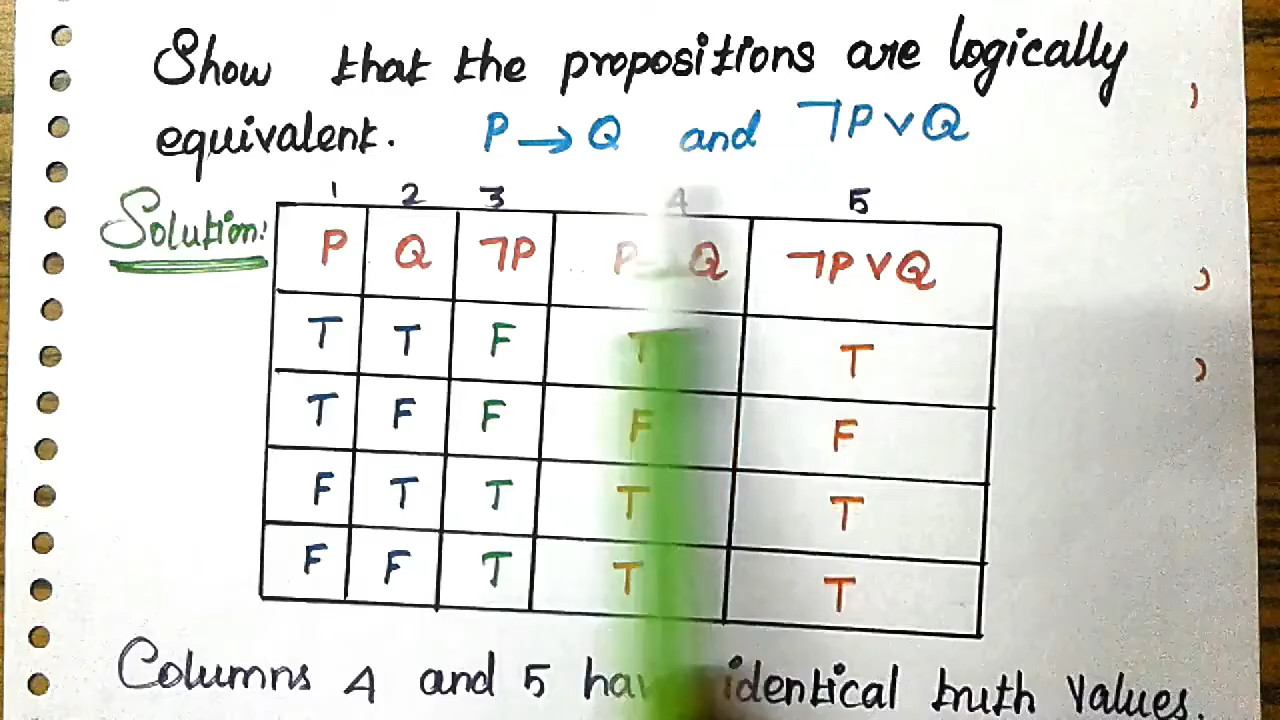 Show that the propositions are logically
equivalent. P → Q and ¬P ∨ Q
Solution:
1 2 3 4 5
P Q ¬P P Q ¬P ∨ Q
T T F T T
T F F F F
F T T T T
F F T T T
Columns 4 and 5 identical truth values.